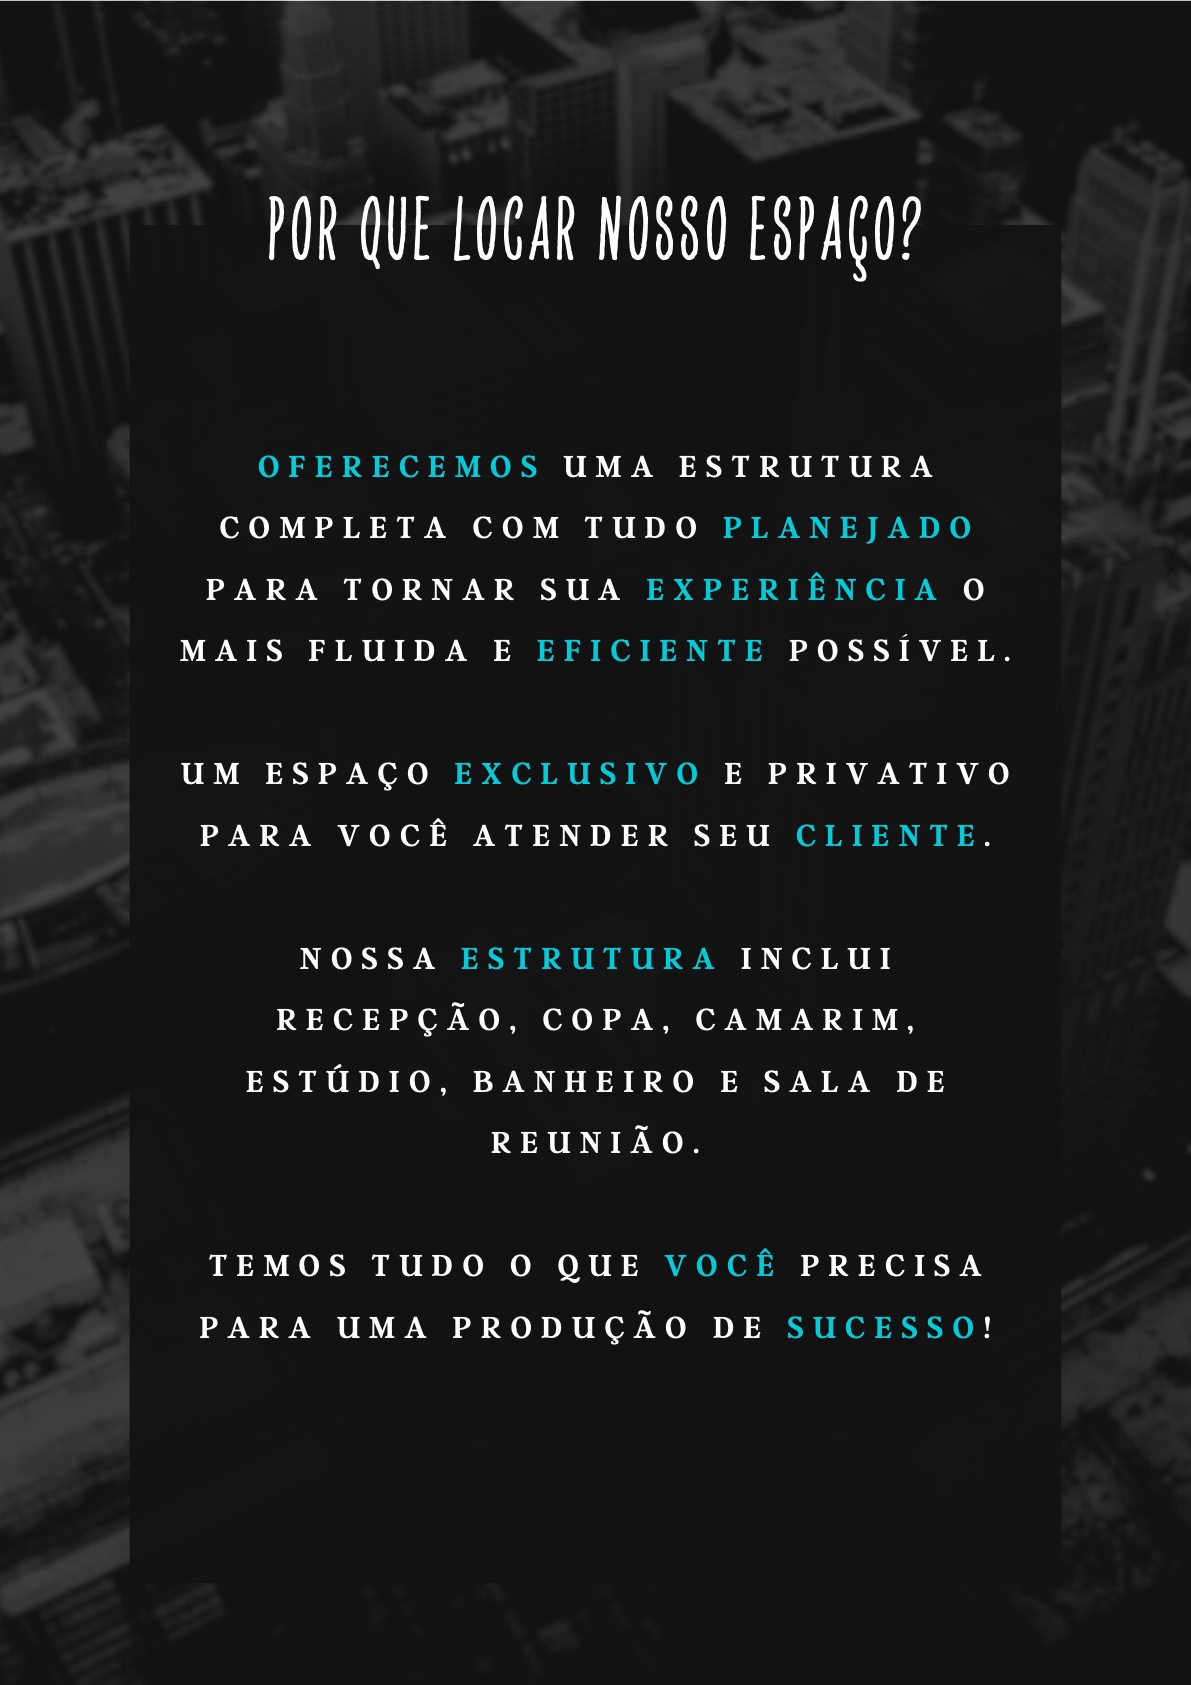 POR QUE LOCAR NOSSO ESPAÇO?
OFERECEMOS UMA ESTRUTURA
COMPLETA COM TUDO PLANEJADO
PARA TORNAR SUA EXPERIÊNCIA O
MAIS FLUIDA E EFICIENTE POSSÍVEL.
UM ESPAÇO EXCLUSIVO E PRIVATIVO
PARA VOCÊ ATENDER SEU CLIENTE.
NOSSA ESTRUTURA INCLUI
RECEPÇÃO, COPA, CAMARIM,
ESTÚDIO, BANHEIRO E SALA DE
REUNIÃO.
TEMOS TUDO O QUE VOCÊ PRECISA
PARA UMA PRODUÇÃO DE SUCESSO!